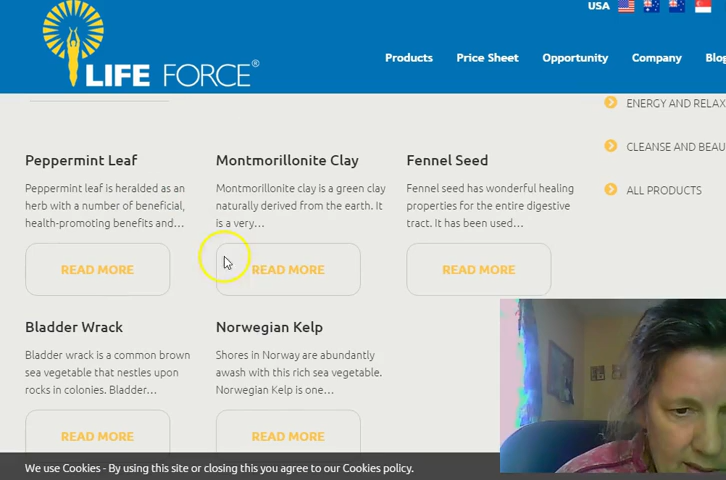 USA
LIFE FORCE®
Products Price Sheet Opportunity Company Blog
ENERGY AND RELAX
CLEANSE AND BEAU
ALL PRODUCTS
Peppermint Leaf
Peppermint leaf is heralded as an
herb with a number of beneficial,
health-promoting benefits and...
READ MORE
Montmorillonite Clay
Montmorillonite clay is a green clay
naturally derived from the earth. It
is a very...
READ MORE
Fennel Seed
Fennel seed has wonderful healing
properties for the entire digestive
tract. It has been used...
READ MORE
Bladder Wrack
Bladder wrack is a common brown
sea vegetable that nestles upon
rocks in colonies. Bladder...
READ MORE
Norwegian Kelp
Shores in Norway are abundantly
awash with this rich sea vegetable.
Norwegian Kelp is one...
READ MORE
We use Cookies - By using this site or closing this you agree to our Cookies policy.